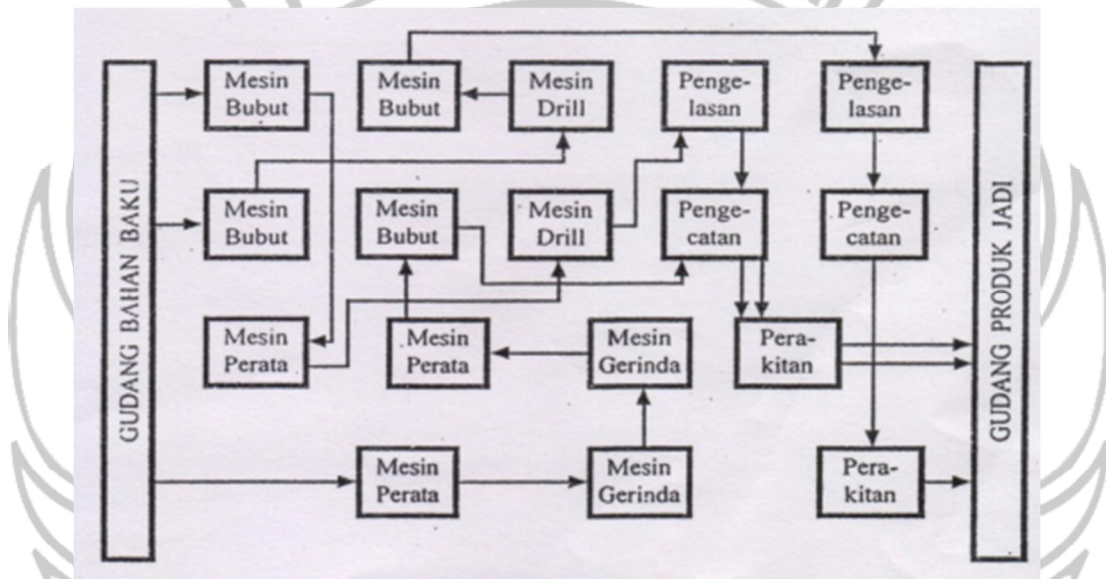 GUDANG BAHAN BAKU
Mesin
Bubut
Mesin
Bubut
Mesin
Drill
Penge-
lasan
Penge-
lasan
Mesin
Bubut
Mesin
Bubut
Mesin
Drill
Penge-
catan
Penge-
catan
Mesin
Perata
Mesin
Perata
Mesin
Gerinda
Pera-
kitan
Mesin
Perata
Mesin
Gerinda
Pera-
kitan
GUDANG PRODUK JADI